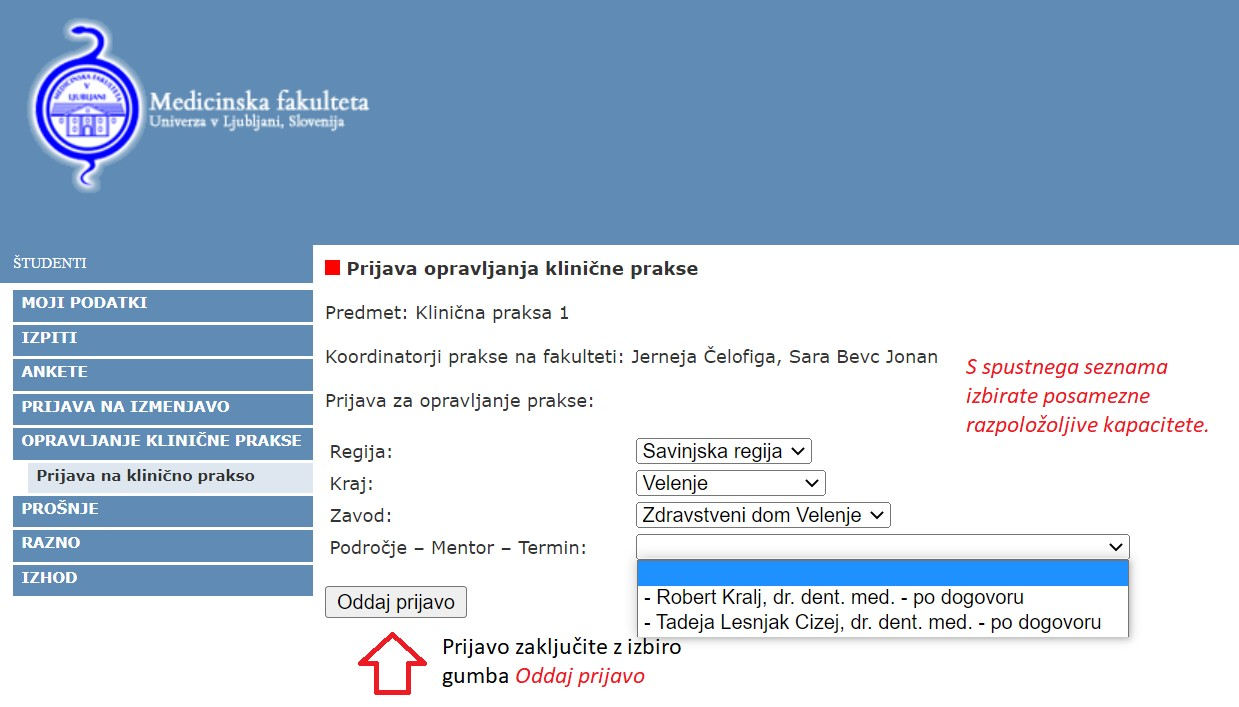 MEDICINSKA FAKULTETA
V
LJUBLJANI
Medicinska fakulteta
Univerza v Ljubljani, Slovenija
ŠTUDENTI
MOJI PODATKI
IZPITI
ANKETE
PRIJAVA NA IZMENJAVO
OPRAVLJANJE KLINIČNE PRAKSE
Prijava na klinično prakso
PROŠNJE
RAZNO
IZHOD
Prijava opravljanja klinične prakse
Predmet: Klinična praksa 1
Koordinatorji prakse na fakulteti: Jerneja Čelofiga, Sara Bevc Jonan
Prijava za opravljanje prakse:
S spustnega seznama
izbirate posamezne
razpoložoljive kapacitete.
Regija: Savinjska regija
Kraj: Velenje
Zavod: Zdravstveni dom Velenje
Področje – Mentor – Termin:
- Robert Kralj, dr. dent. med. - po dogovoru
- Tadeja Lesnjak Cizej, dr. dent. med. - po dogovoru
Oddaj prijavo
Prijavo zaključite z izbiro
gumba Oddaj prijavo